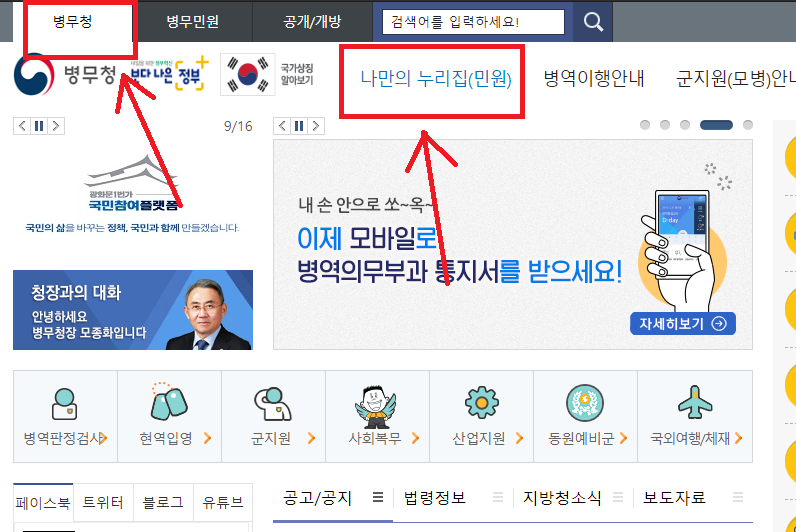 병무청 병무민원 공개/개방 검색어를 입력하세요!
병무청 보다 나은 정부 국가상징
알아보기
나만의 누리집(민원) 병역이행안내 군지원(모병)안내
9/16
광화문1번가
국민참여플랫폼
국민의 삶을 바꾸는 정책, 국민과 함께 만들겠습니다.
내 손 안으로 쏘~옥~
이제 모바일로
병역의무부과 통지서를 받으세요!
D-day
자세히보기
청장과의 대화
안녕하세요
병무청장 모종화입니다
병역판정검사 현역입영 군지원 사회복무 산업지원 동원예비군 국외여행/체재
페이스북 트위터 블로그 유튜브
공고/공지 법령정보 지방청소식 보도자료